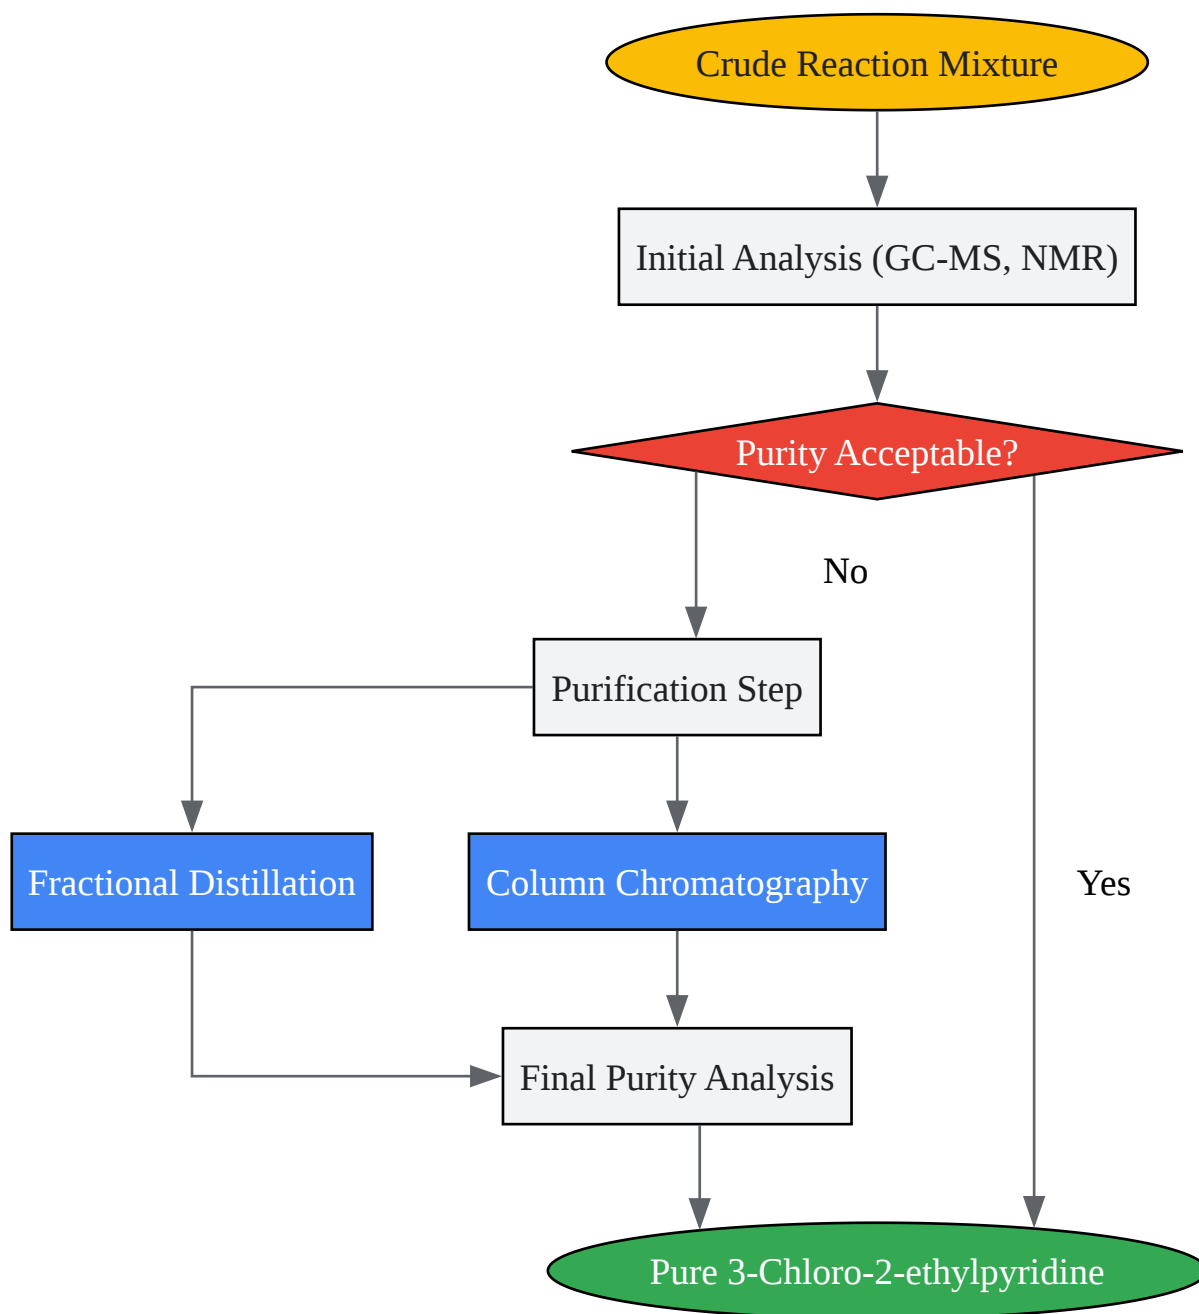 Crude Reaction Mixture
Initial Analysis (GC-MS, NMR)
Purity Acceptable?
No
Purification Step
Fractional Distillation
Column Chromatography
Yes
Final Purity Analysis
Pure 3-Chloro-2-ethylpyridine